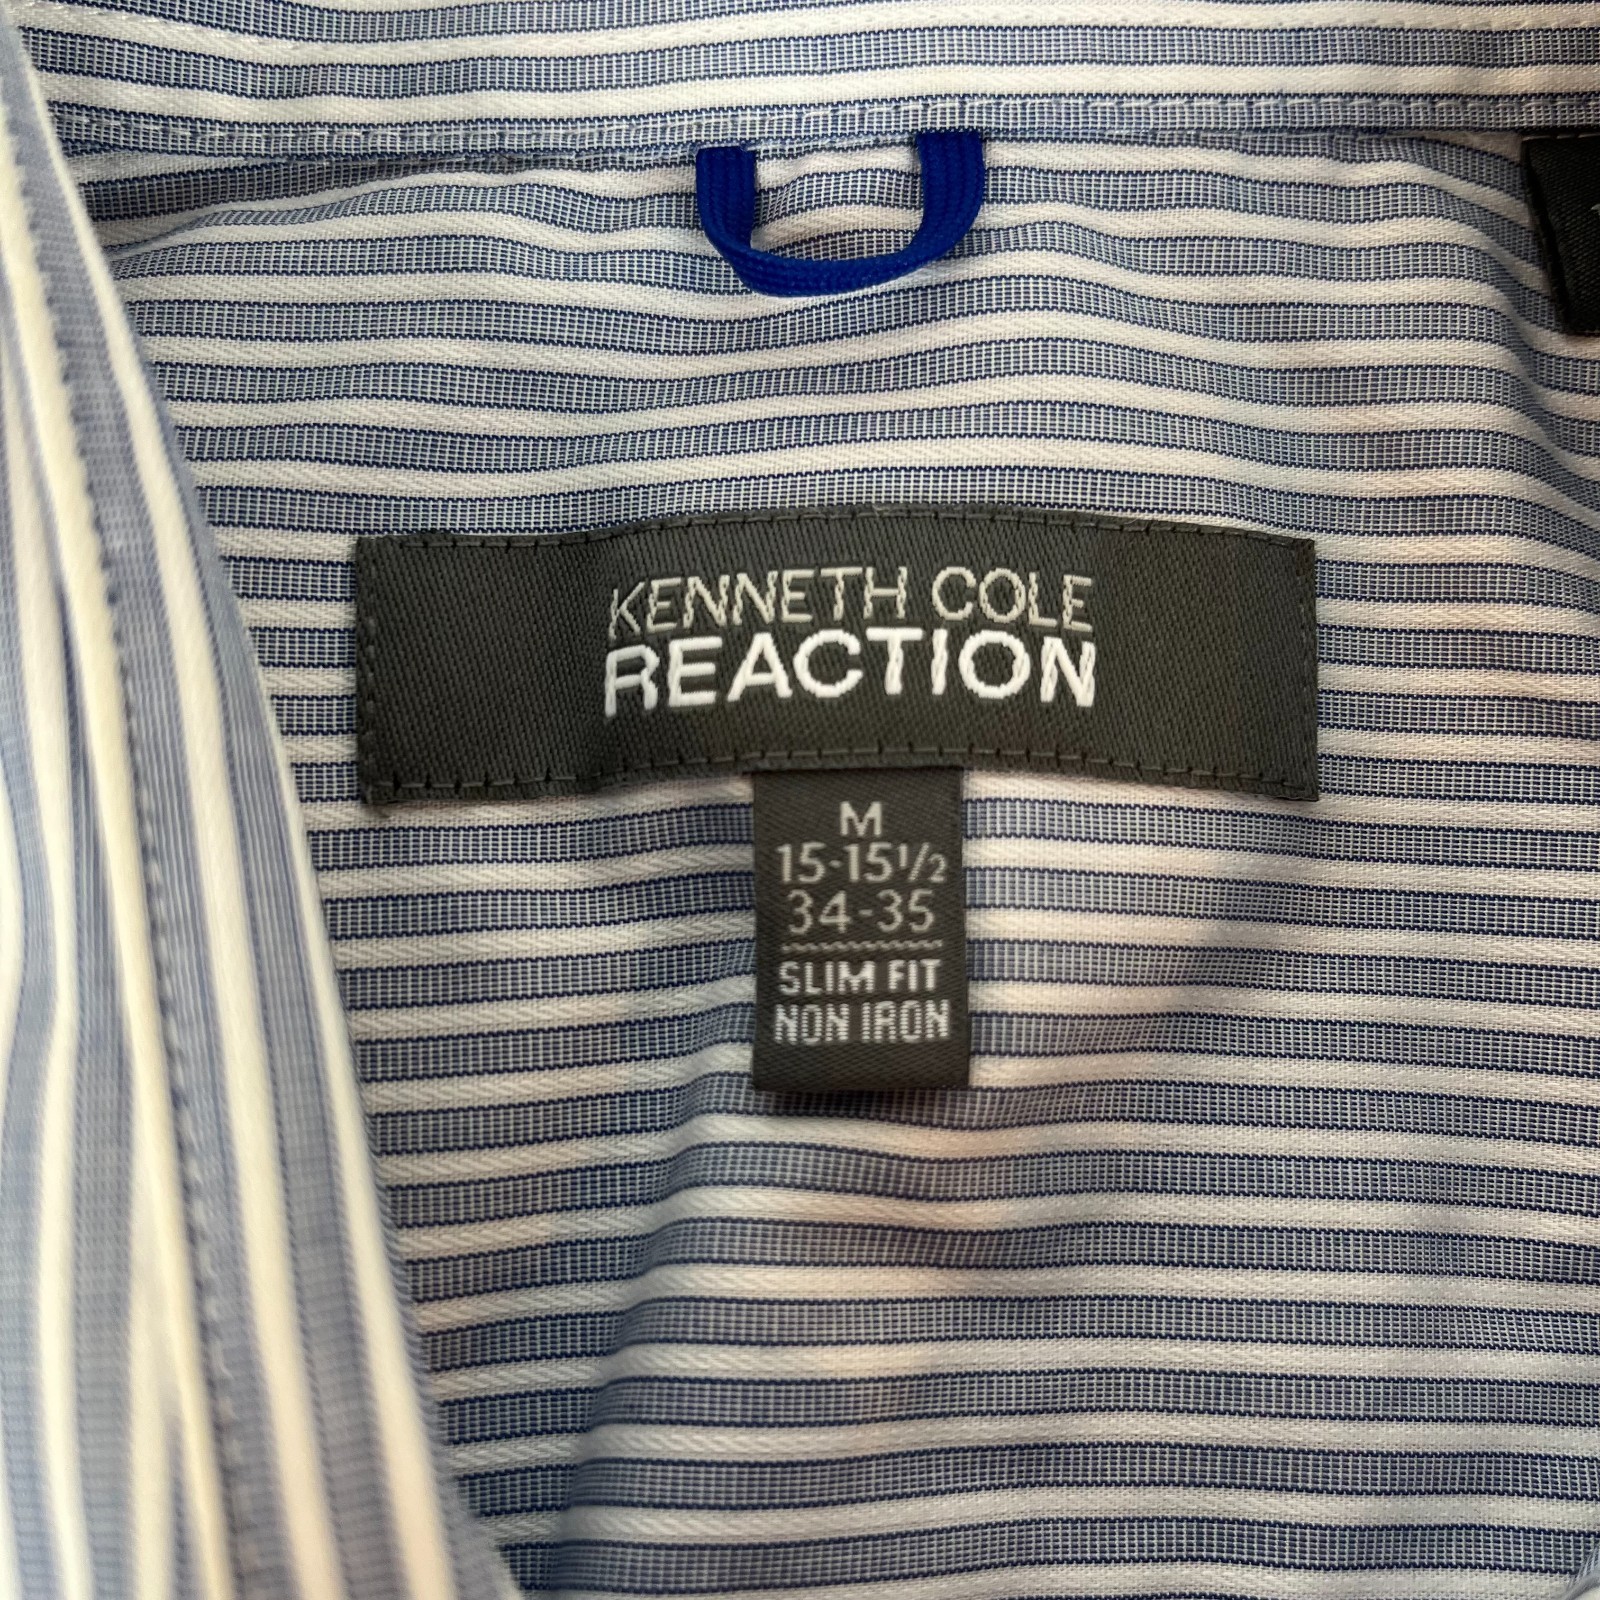 KENNETH COLE
REACTION
M
15-15½
34-35
SLIM FIT
NON IRON